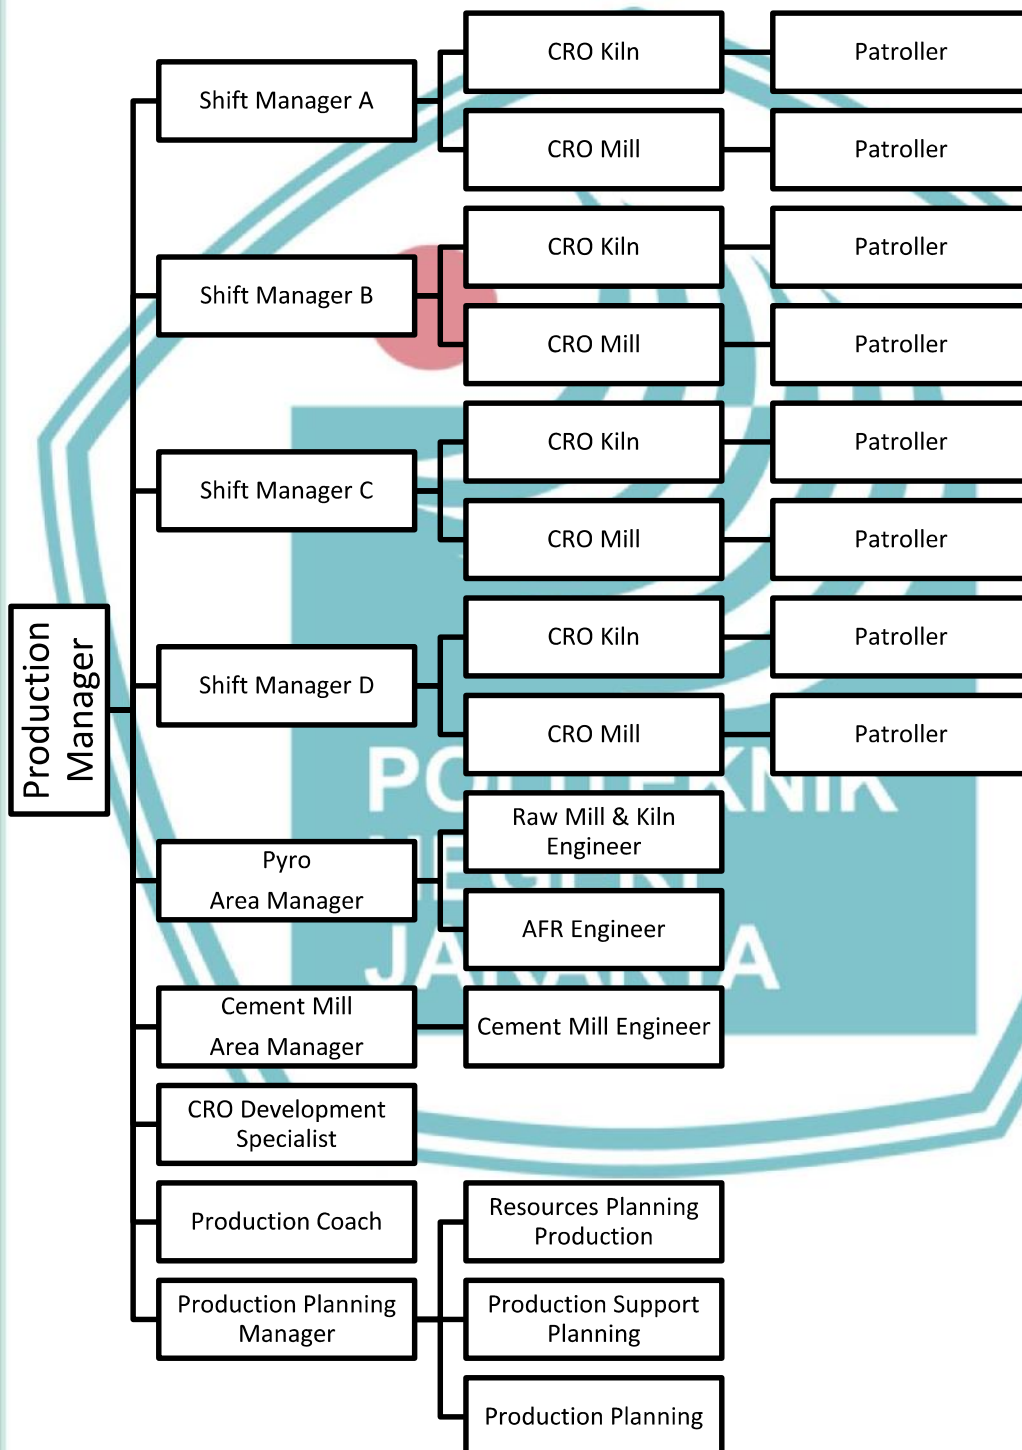 CRO Kiln
Patroller
Shift Manager A
CRO Mill
Patroller
CRO Kiln
Patroller
Shift Manager B
CRO Mill
Patroller
CRO Kiln
Patroller
Shift Manager C
CRO Mill
Patroller
Production
Manager
CRO Kiln
Patroller
Shift Manager D
CRO Mill
Patroller
POLITEKNIK
NEGERI
JAKARTA
Raw Mill & Kiln
Engineer
Pyro
Area Manager
AFR Engineer
Cement Mill
Area Manager
Cement Mill Engineer
CRO Development
Specialist
Production Coach
Resources Planning
Production
Production Planning
Manager
Production Support
Planning
Production Planning